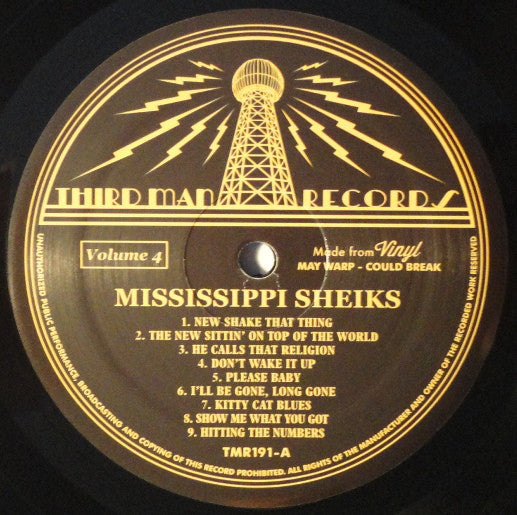 THIRD MAN RECORDS
Volume 4
Made from Vinyl
MAY WARP - COULD BREAK
MISSISSIPPI SHEIKS
1. NEW SHAKE THAT THING
2. THE NEW SITTIN' ON TOP OF THE WORLD
3. HE CALLS THAT RELIGION
4. DON'T WAKE IT UP
5. PLEASE BABY
6. I'LL BE GONE, LONG GONE
7. KITTY CAT BLUES
8. SHOW ME WHAT YOU GOT
9. HITTING THE NUMBERS
TMR191-A
UNAUTHORIZED PUBLIC PERFORMANCE, BROADCASTING AND COPYING OF THIS RECORD PROHIBITED. ALL RIGHTS OF THE MANUFACTURER AND OWNER OF THE RECORDED WORK RESERVED